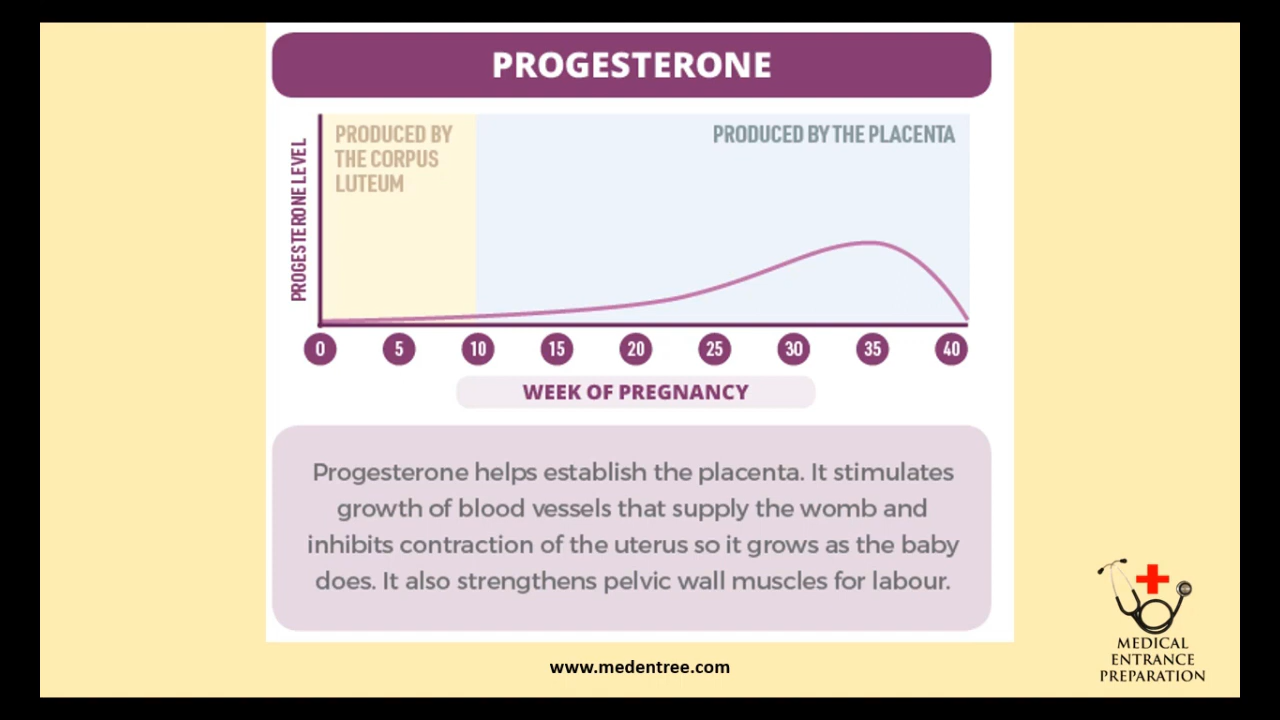 PROGESTERONE
PROGESTERONE LEVEL
PRODUCED BY
THE CORPUS
LUTEUM
PRODUCED BY THE PLACENTA
0 5 10 15 20 25 30 35 40
WEEK OF PREGNANCY
Progesterone helps establish the placenta. It stimulates
growth of blood vessels that supply the womb and
inhibits contraction of the uterus so it grows as the baby
does. It also strengthens pelvic wall muscles for labour.
www.medentree.com
MEDICAL
ENTRANCE
PREPARATION